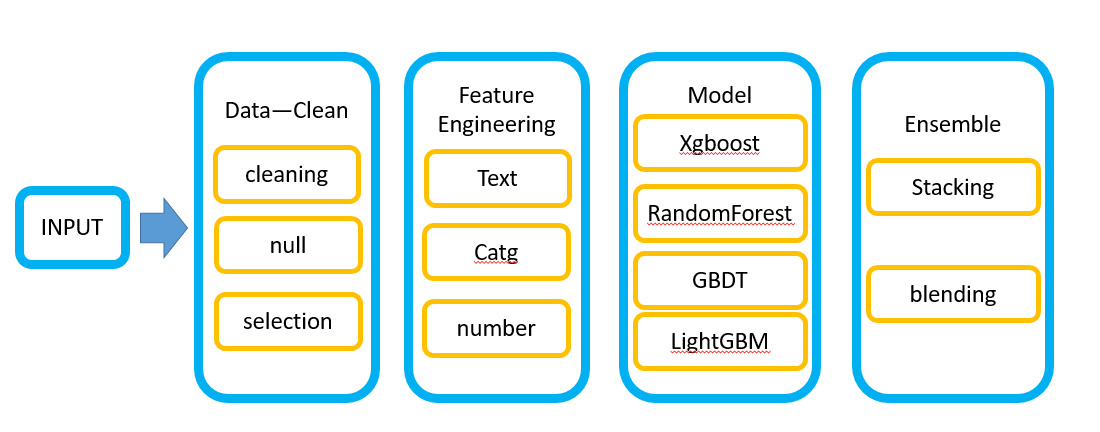 INPUT
Data—Clean
cleaning
null
selection
Feature
Engineering
Text
Catg
number
Model
Xgboost
RandomForest
GBDT
LightGBM
Ensemble
Stacking
blending